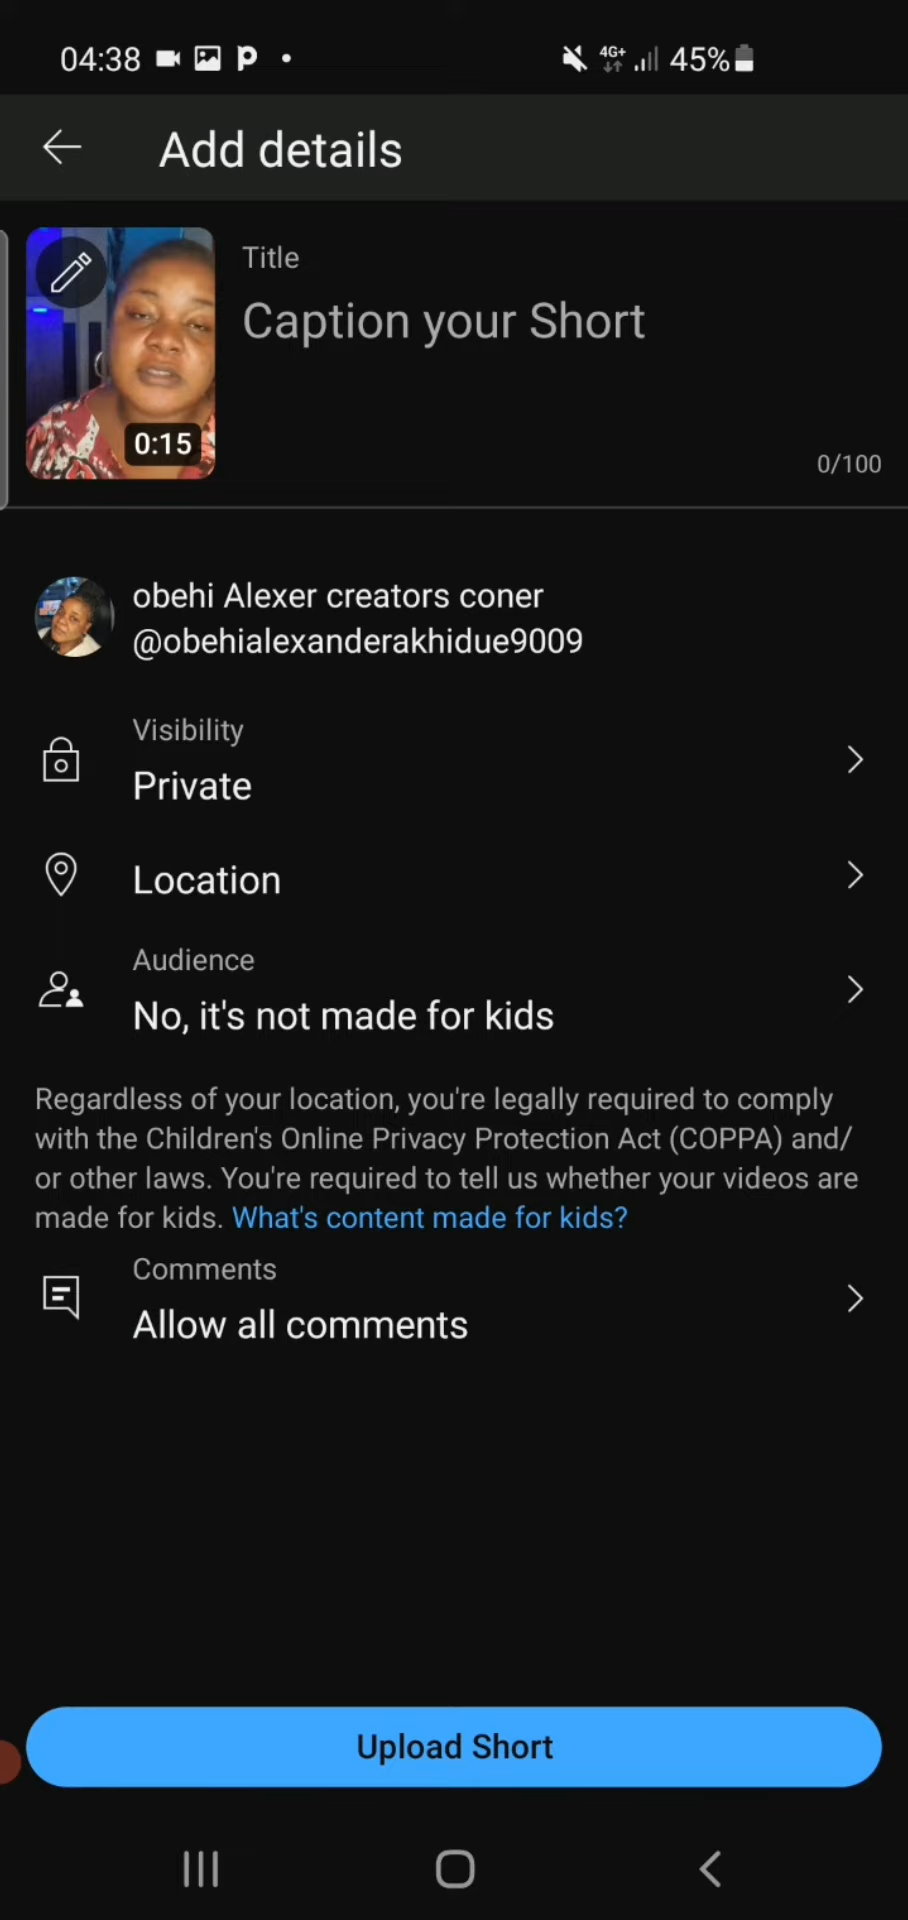 04:38
4G+ 45%
Add details
Title
Caption your Short
0:15
0/100
obehi Alexer creators coner
@obehialexanderakhidue9009
Visibility
Private
Location
Audience
No, it's not made for kids
Regardless of your location, you're legally required to comply
with the Children's Online Privacy Protection Act (COPPA) and/
or other laws. You're required to tell us whether your videos are
made for kids. What's content made for kids?
Comments
Allow all comments
Upload Short